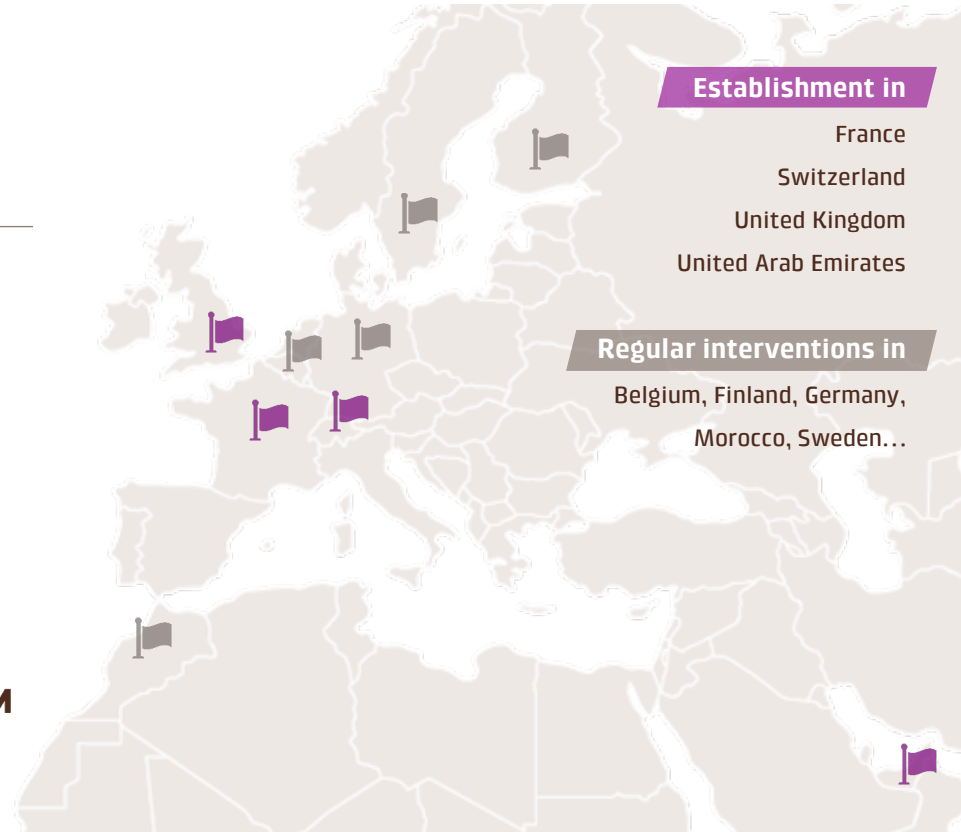 Establishment in
France
Switzerland
United Kingdom
United Arab Emirates
Regular interventions in
Belgium, Finland, Germany,
Morocco, Sweden…